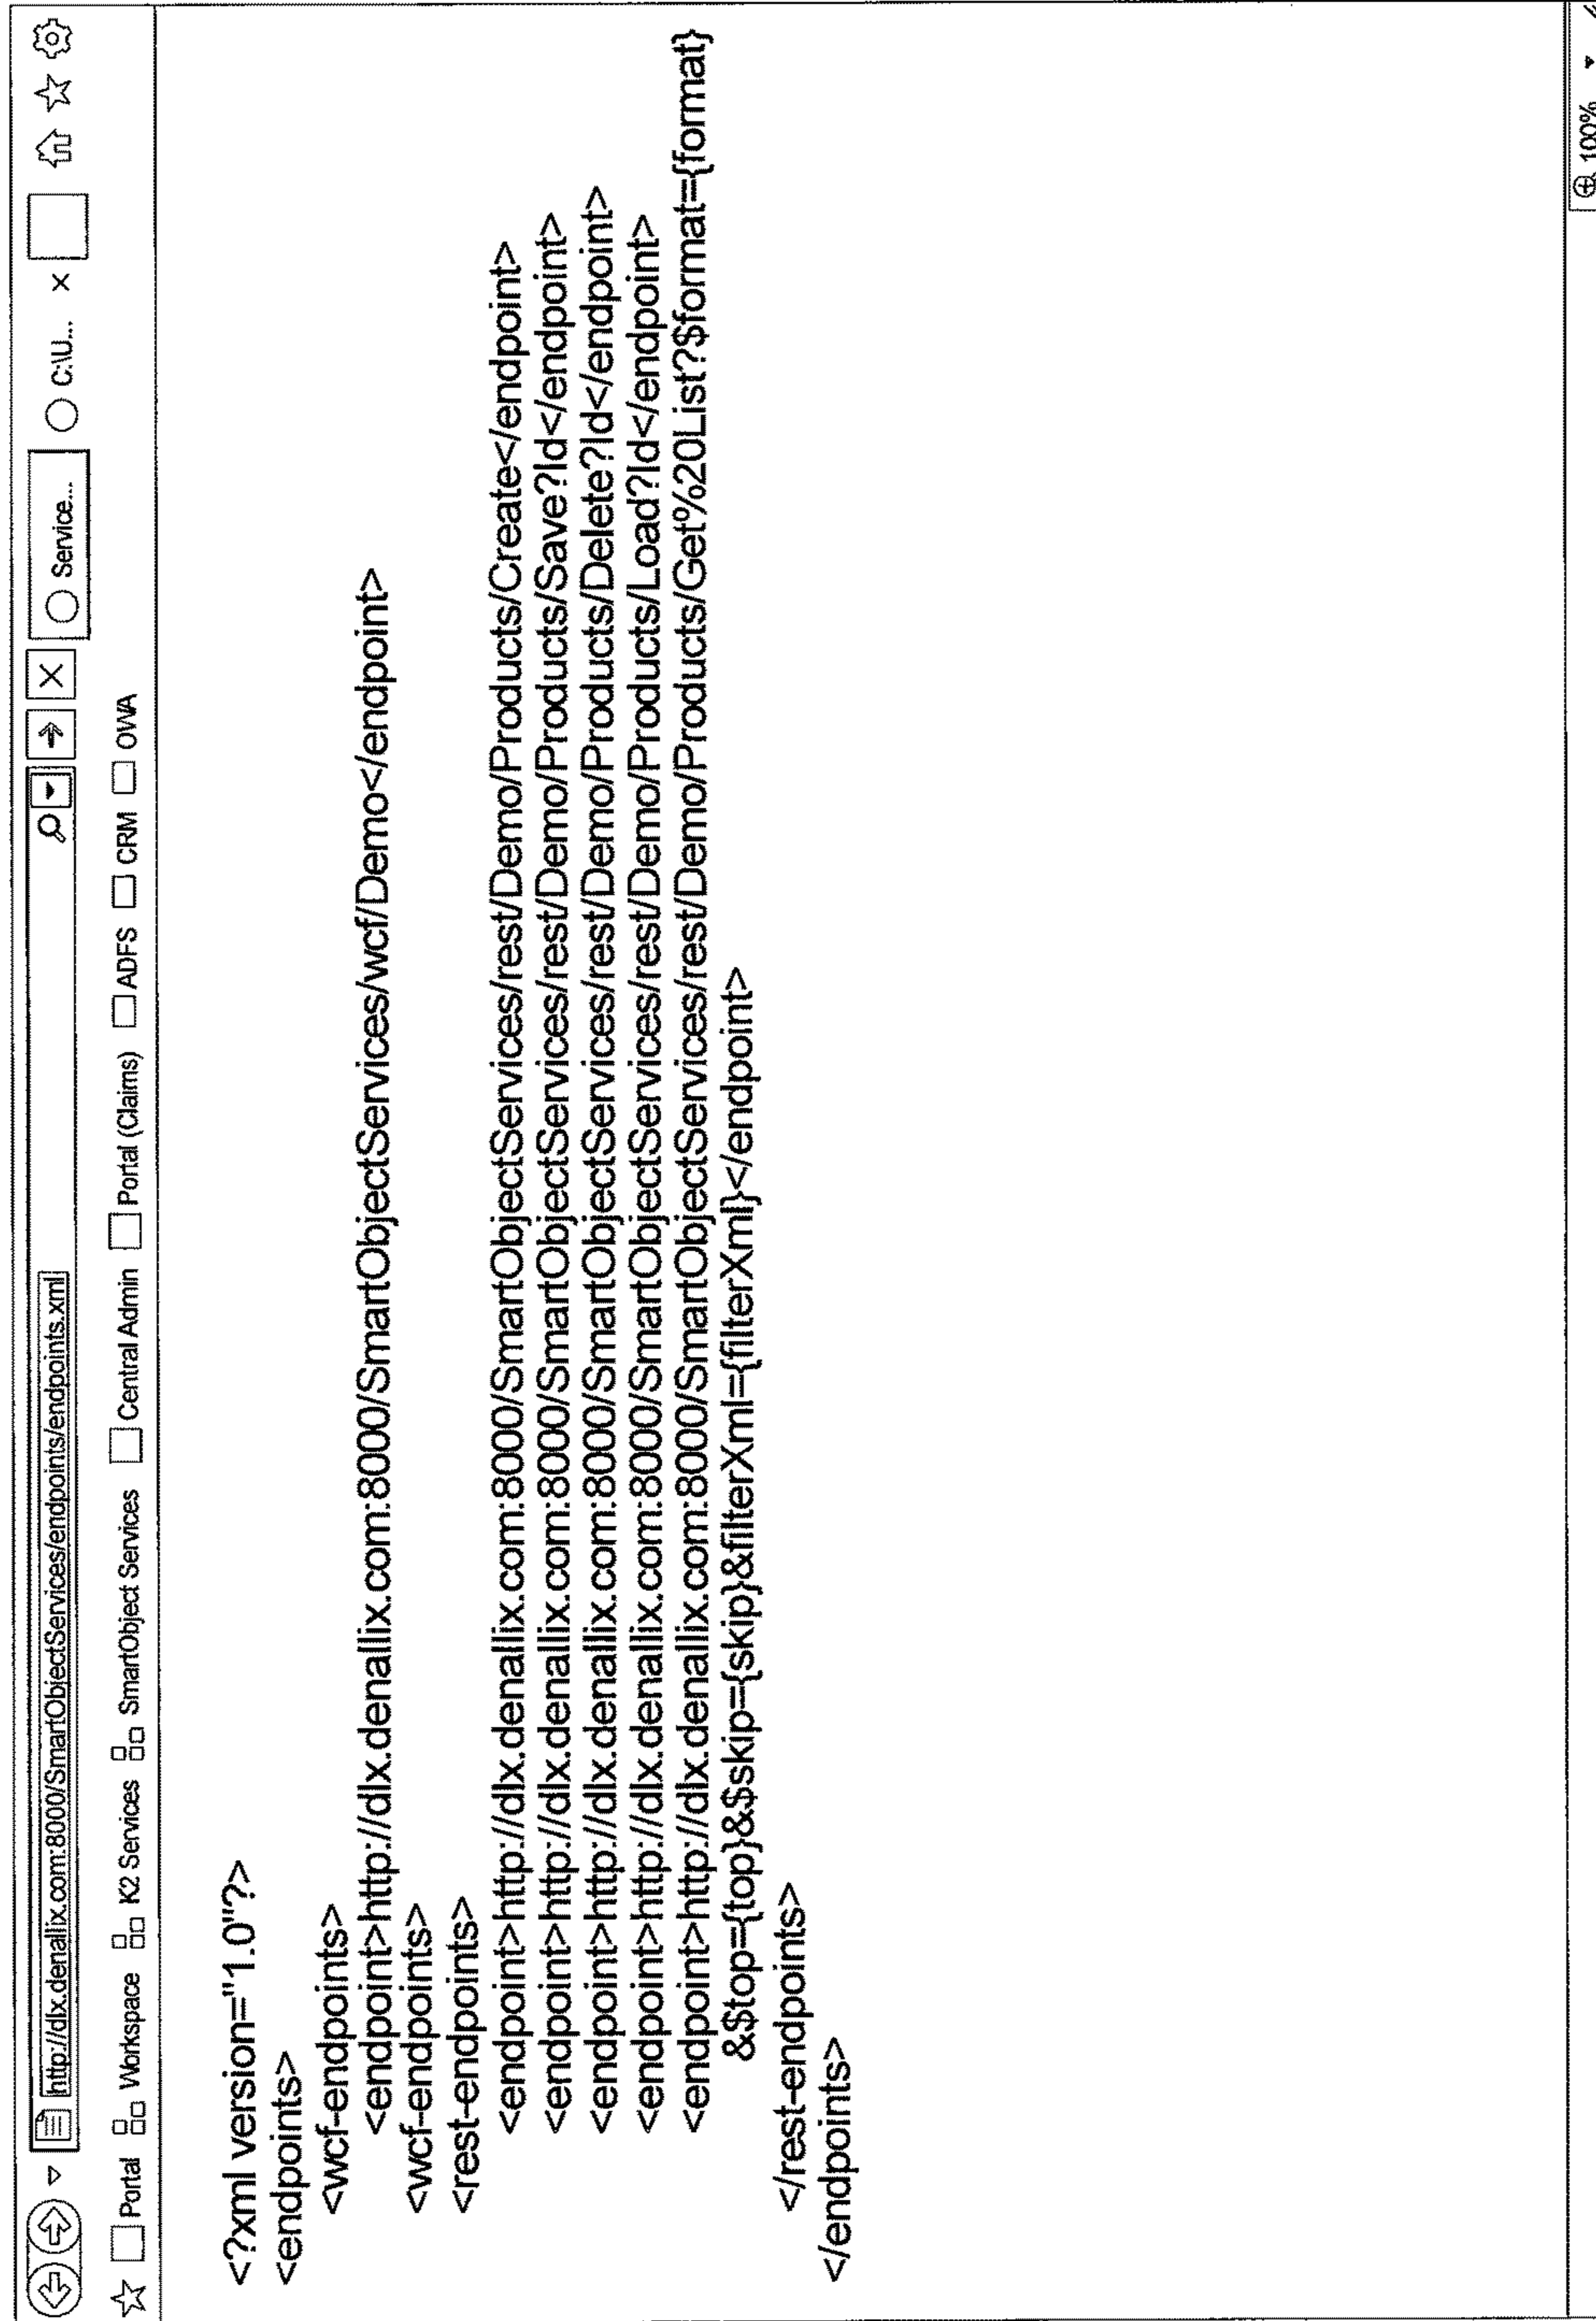 http://dlx.denallix.com:8000/SmartObjectServices/endpoints/endpoints.xml Service... C:\U... ×
Portal Workspace K2 Services SmartObject Services Central Admin Portal (Claims) ADFS CRM OWA
<?xml version="1.0"?>
<endpoints>
<wcf-endpoints>
<endpoint>http://dlx.denallix.com:8000/SmartObjectServices/wcf/Demo</endpoint>
<wcf-endpoints>
<rest-endpoints>
<endpoint>http://dlx.denallix.com:8000/SmartObjectServices/rest/Demo/Products/Create</endpoint>
<endpoint>http://dlx.denallix.com:8000/SmartObjectServices/rest/Demo/Products/Save?Id</endpoint>
<endpoint>http://dlx.denallix.com:8000/SmartObjectServices/rest/Demo/Products/Delete?Id</endpoint>
<endpoint>http://dlx.denallix.com:8000/SmartObjectServices/rest/Demo/Products/Load?Id</endpoint>
<endpoint>http://dlx.denallix.com:8000/SmartObjectServices/rest/Demo/Products/Get%20List?$format={format}
&$top={top}&$skip={skip}&filterXml={filterXml}</endpoint>
</rest-endpoints>
</endpoints>
100%